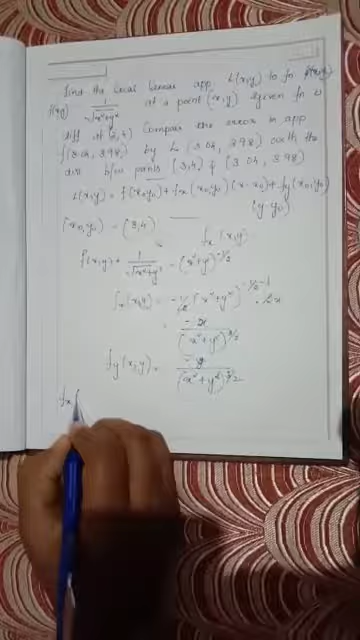 Find the Local Linear app. L(x,y) to fn f(x,y)
f(x,y) 1/√x²+y² at a point (x,y) given fn is
diff at (3,4) Compare the error in app
f(3.04, 3.98) by L (3.04, 3.98) with the
dis b/w points (3,4) & (3.04, 3.98)
L(x,y) = f(x₀,y₀) + fx (x₀,y₀) (x-x₀) + fy (x₀,y₀)
(y-y₀)
(x₀,y₀) = (3,4)
fx (x,y)
f(x,y) = 1/√x²+y² = (x²+y²)^-1/2
fx(x,y) = -1/2 (x²+y²)^-1/2-1 . 2x
= -x/(x²+y²)^3/2
fy (x,y) = -y/(x²+y²)^3/2
fx (